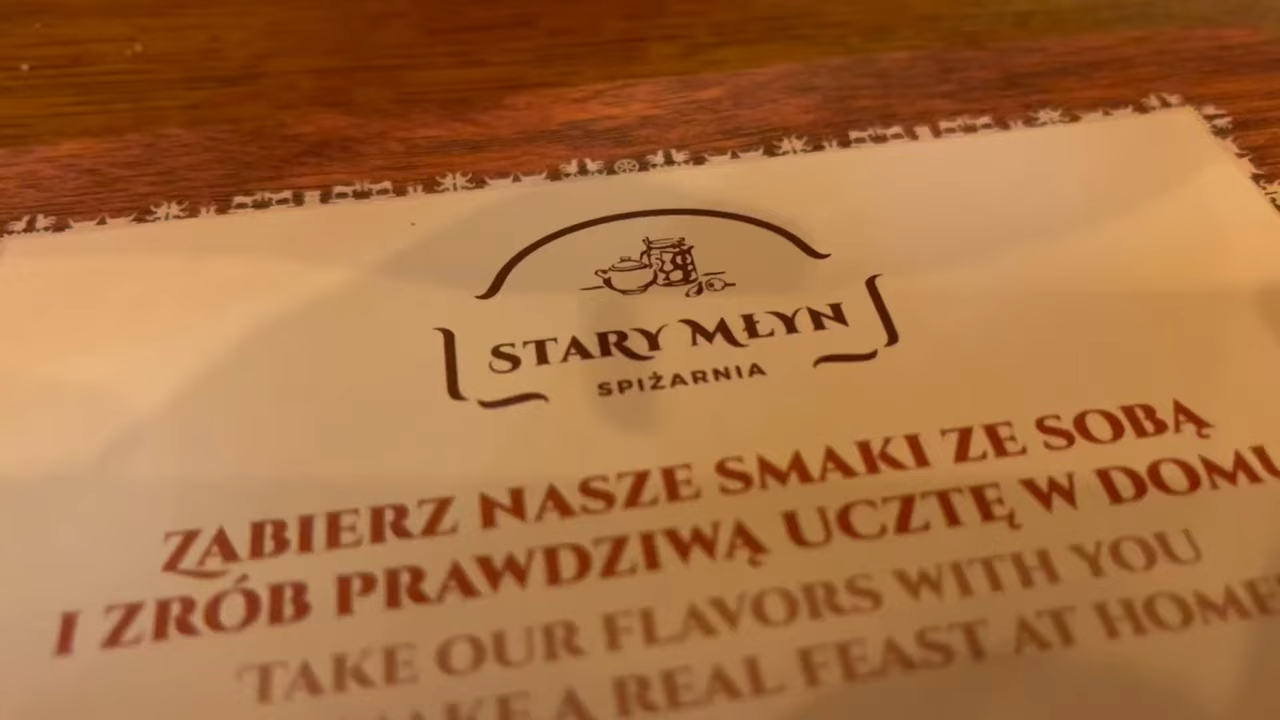 STARY MŁYN
SPIŻARNIA
ZABIERZ NASZE SMAKI ZE SOBĄ
I ZRÓB PRAWDZIWĄ UCZTĘ W DOMU
TAKE OUR FLAVORS WITH YOU
MAKE A REAL FEAST AT HOME